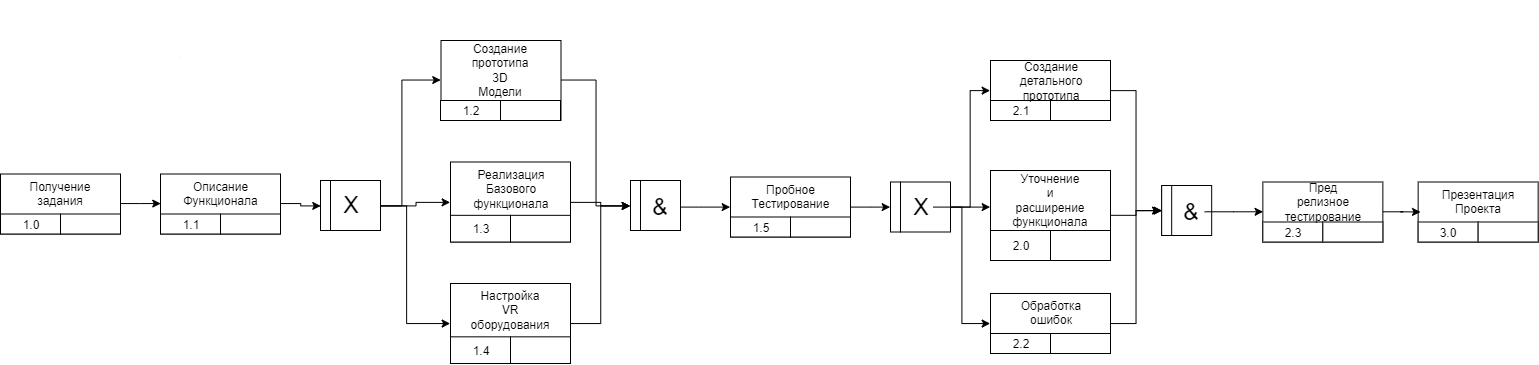 Получение
задания
1.0
Описание
Функционала
1.1
X
Создание
прототипа
3D
Модели
1.2
Реализация
Базового
функционала
1.3
Настройка
VR
оборудования
1.4
&
Пробное
Тестирование
1.5
X
Создание
детального
прототипа
2.1
Уточнение
и
расширение
функционала
2.0
Обработка
ошибок
2.2
&
Пред
релизное
тестирование
2.3
Презентация
Проекта
3.0